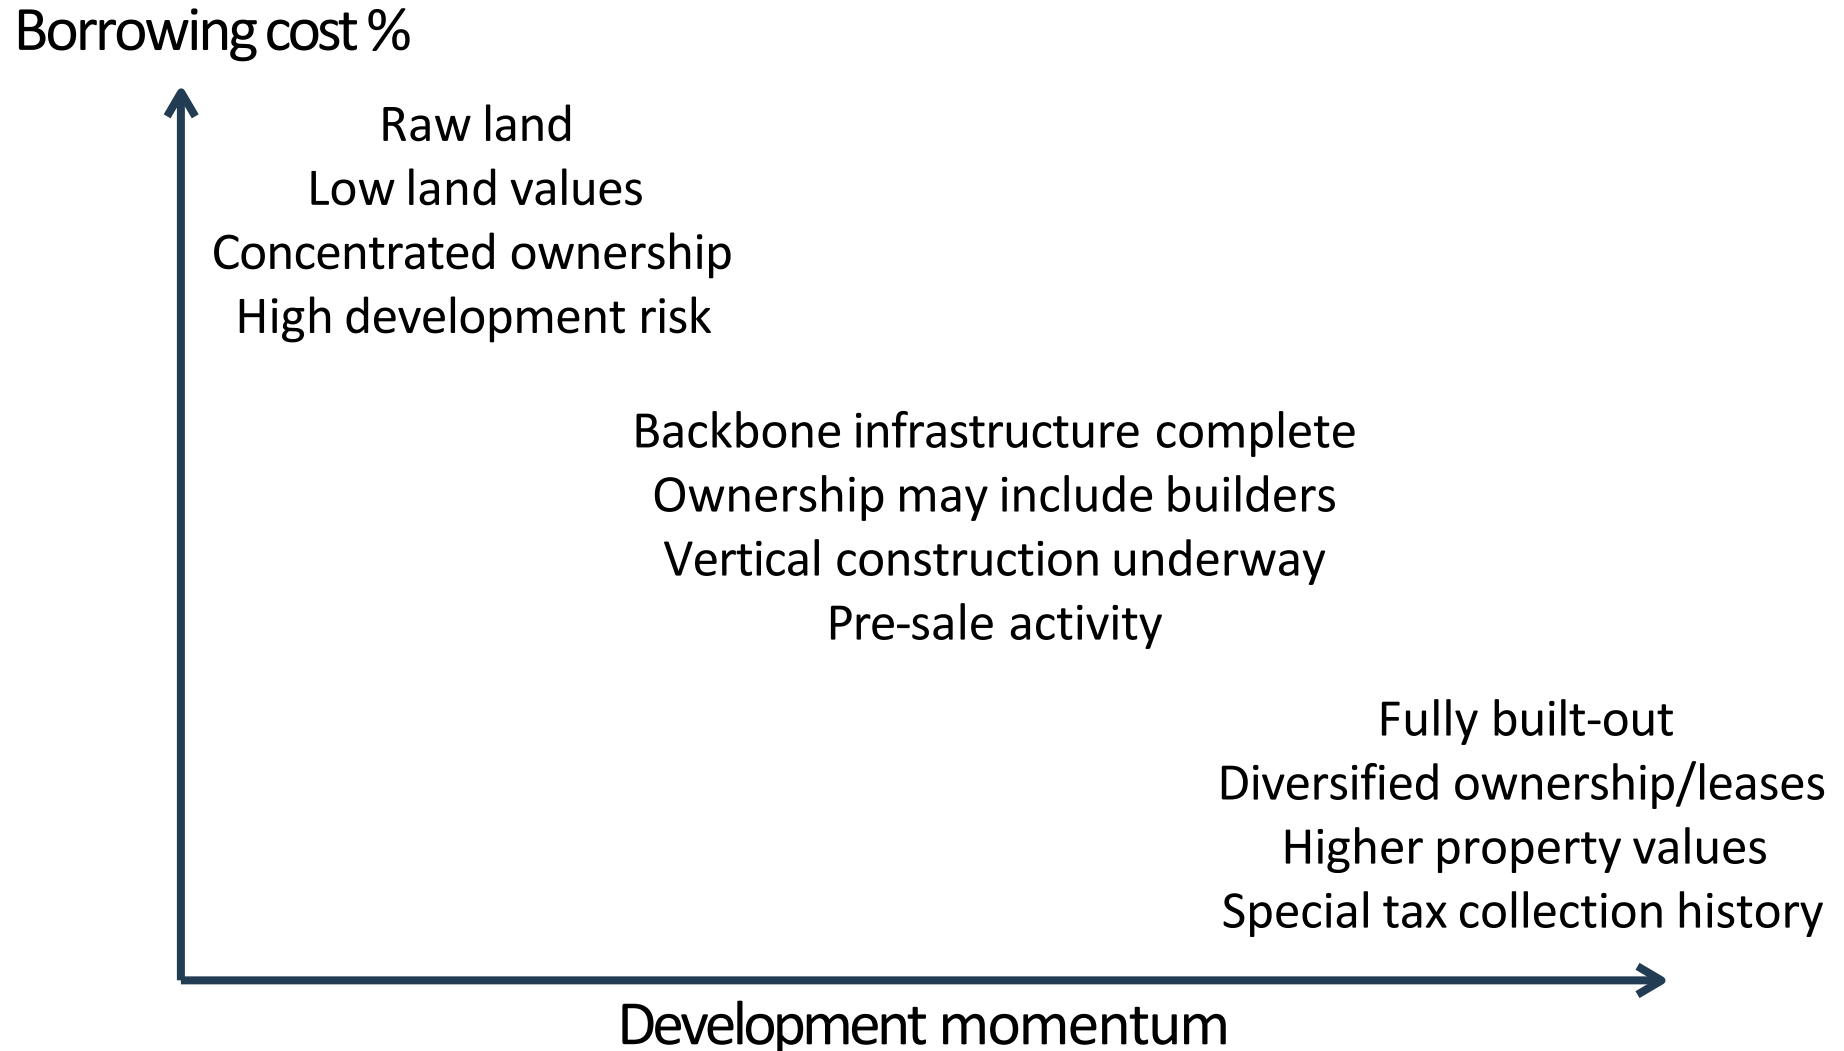 Borrowing cost %
Raw land
Low land values
Concentrated ownership
High development risk
Backbone infrastructure complete
Ownership may include builders
Vertical construction underway
Pre-sale activity
Fully built-out
Diversified ownership/leases
Higher property values
Special tax collection history
Development momentum